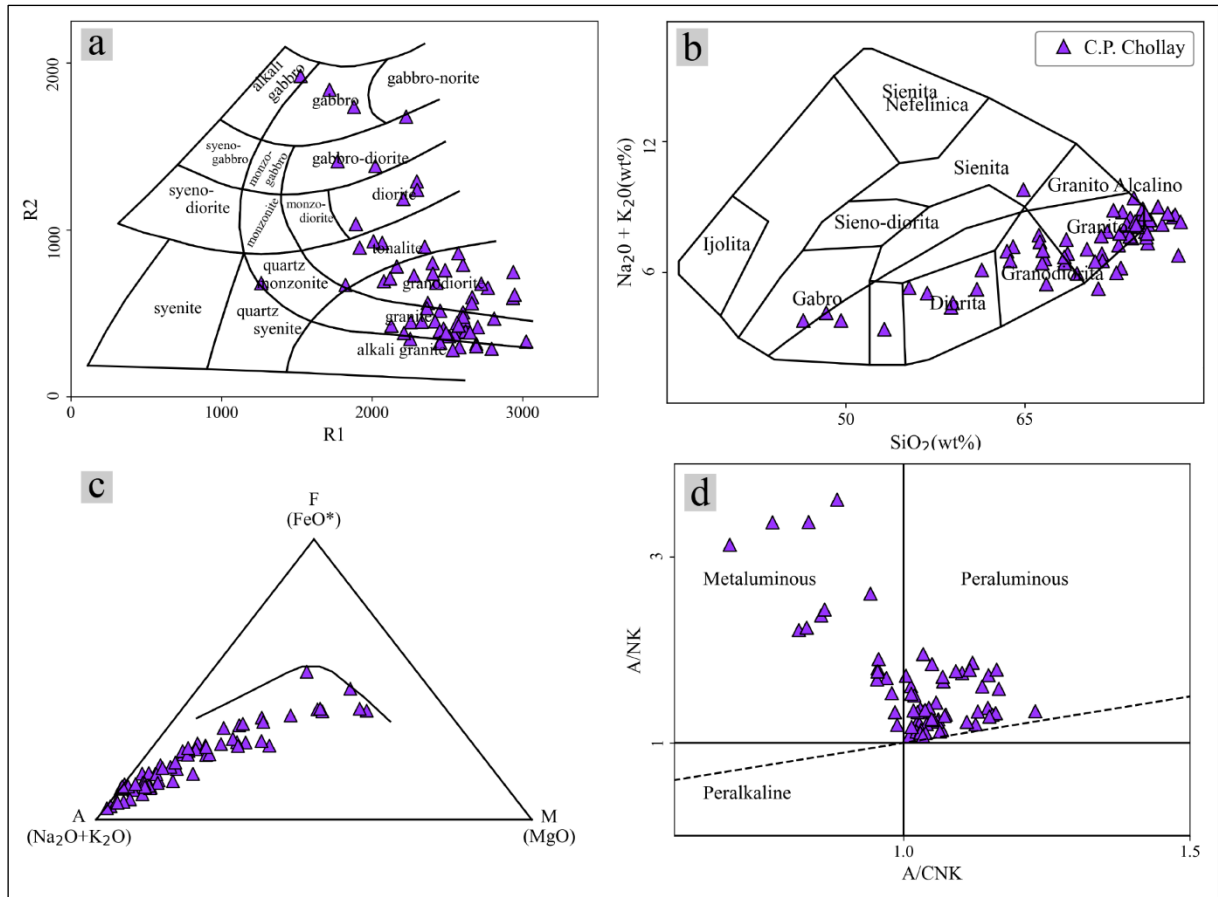 a
2000
1000
0
R2
0
1000
2000
3000
R1
alkali
gabbro
gabbro
gabbro-norite
syeno-
gabbro
monzo-
gabbro
gabbro-diorite
syeno-
diorite
monzonite
monzo-
diorite
diorite
tonalite
quartz
monzonite
granodiorite
syenite
quartz
syenite
granite
alkali granite
b
C.P. Chollay
12
6
Na₂0 + K₂0(wt%)
50
65
SiO₂(wt%)
Sienita
Nefelinica
Sienita
Granito Alcalino
Sieno-diorita
Granito
Ijolita
Granodiorita
Gabro
Diorita
c
F
(FeO*)
A
(Na₂O+K₂O)
M
(MgO)
d
3
1
A/NK
Metaluminous
Peraluminous
Peralkaline
1.0
1.5
A/CNK